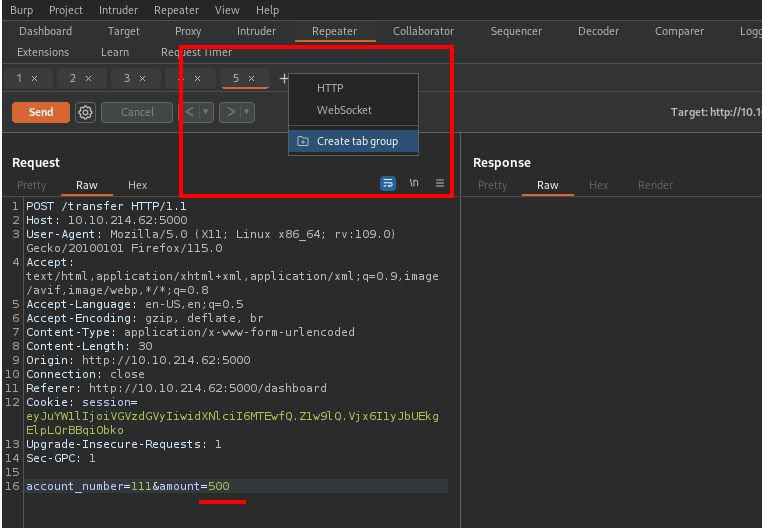 Burp Project Intruder Repeater View Help
Dashboard Target Proxy Intruder Repeater Collaborator Sequencer Decoder Comparer
Extensions Learn Request Timer
1 × 2 × 3 × × 5 × +
HTTP
WebSocket
Create tab group
Send Cancel < >
Target: http://10.1
Request
Pretty Raw Hex \n
1 POST /transfer HTTP/1.1
2 Host: 10.10.214.62:5000
3 User-Agent: Mozilla/5.0 (X11; Linux x86_64; rv:109.0)
Gecko/20100101 Firefox/115.0
4 Accept:
text/html,application/xhtml+xml,application/xml;q=0.9,image
/avif,image/webp,*/*;q=0.8
5 Accept-Language: en-US,en;q=0.5
6 Accept-Encoding: gzip, deflate, br
7 Content-Type: application/x-www-form-urlencoded
8 Content-Length: 30
9 Origin: http://10.10.214.62:5000
10 Connection: close
11 Referer: http://10.10.214.62:5000/dashboard
12 Cookie: session=
eyJuYW1lIjoiVGVzdGVyIiwidXNlciI6MTEwfQ.Z1w9lQ.Vjx6I1yJbUEkg
ElpLQrBBqiObko
13 Upgrade-Insecure-Requests: 1
14 Sec-GPC: 1
15
16 account_number=111&amount=500
Response
Pretty Raw Hex Render